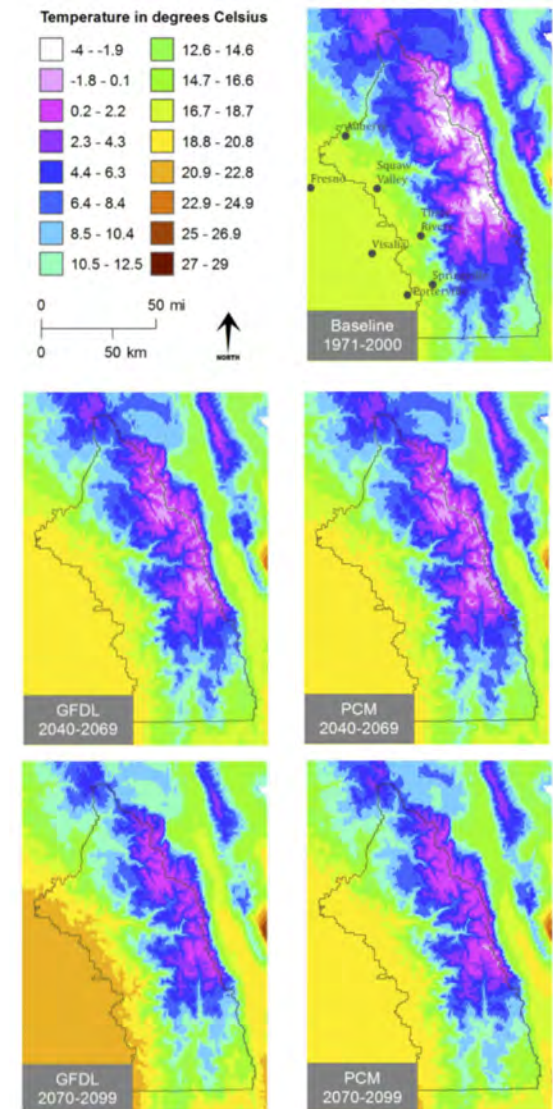 Temperature in degrees Celsius
-4 - -1.9
-1.8 - 0.1
0.2 - 2.2
2.3 - 4.3
4.4 - 6.3
6.4 - 8.4
8.5 - 10.4
10.5 - 12.5
12.6 - 14.6
14.7 - 16.6
16.7 - 18.7
18.8 - 20.8
20.9 - 22.8
22.9 - 24.9
25 - 26.9
27 - 29
0 50 mi
0 50 km
NORTH
Squaw
Valley
Fresno
Visalia
Baseline
1971-2000
GFDL
2040-2069
PCM
2040-2069
GFDL
2070-2099
PCM
2070-2099